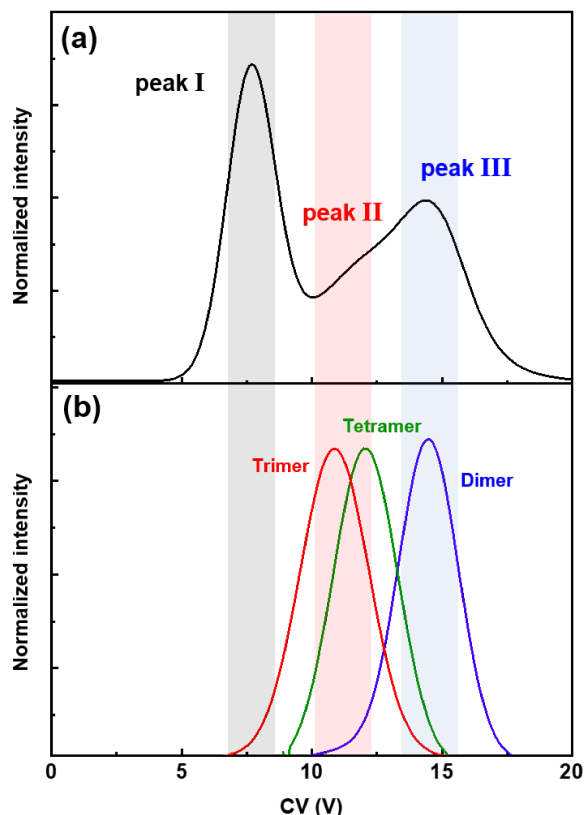 (a)
peak I
peak II
peak III
Normalized intensity
(b)
Tetramer
Trimer
Dimer
Normalized intensity
0 5 10 15 20
CV (V)